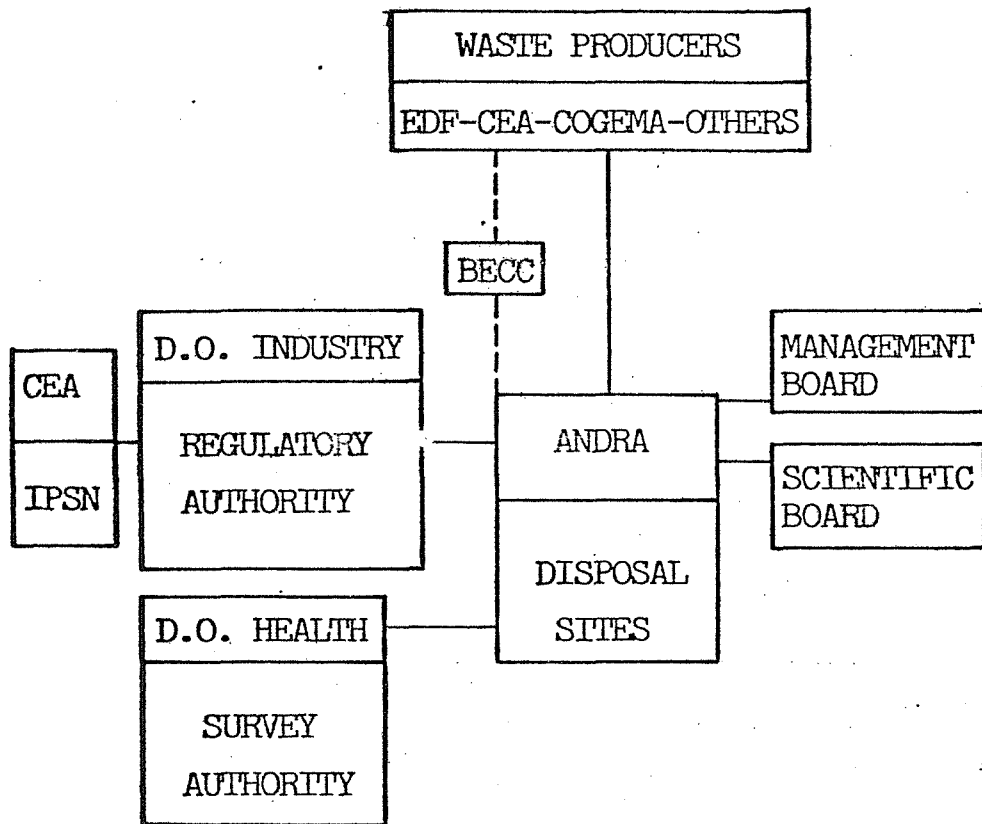 WASTE PRODUCERS
EDF-CEA-COGEMA-OTHERS
BECC
D.O. INDUSTRY
REGULATORY
AUTHORITY
CEA
IPSN
ANDRA
DISPOSAL
SITES
MANAGEMENT
BOARD
SCIENTIFIC
BOARD
D.O. HEALTH
SURVEY
AUTHORITY